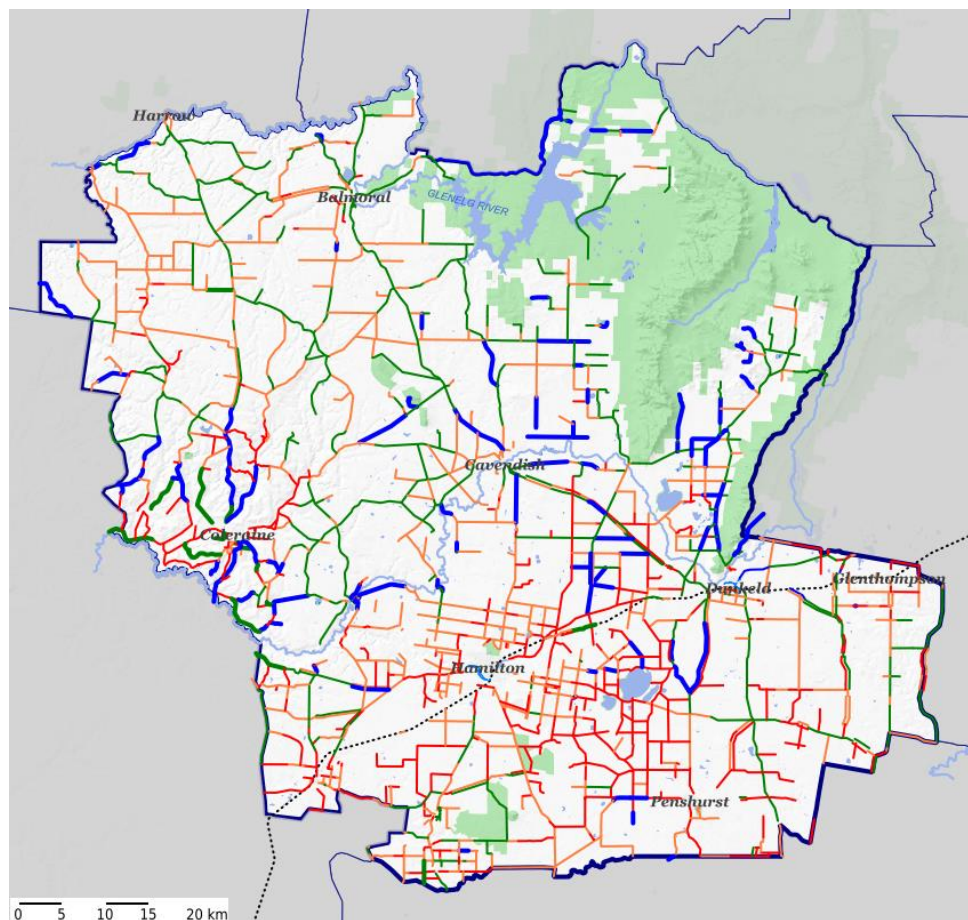 Harrow
Balmoral
GLENELG RIVER
Cavendish
Coleraine
Dunkeld
Glenthompson
Hamilton
Penshurst
0 5 10 15 20 km